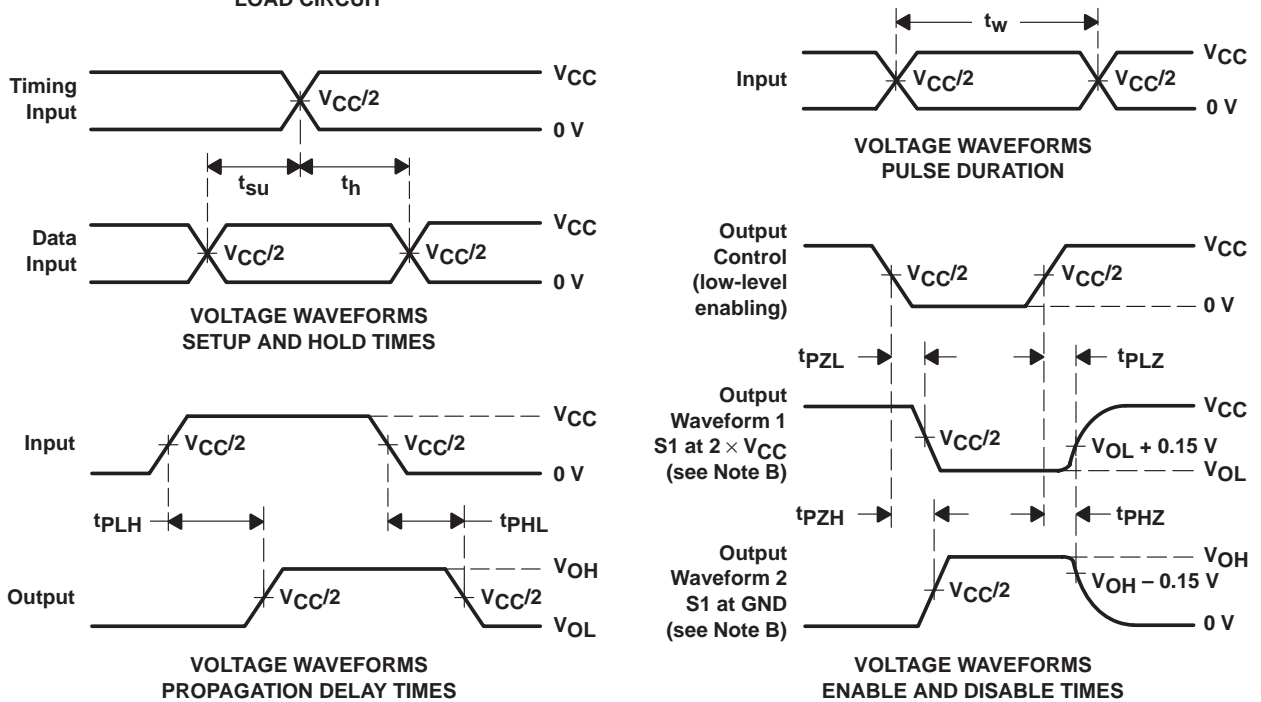 LOAD CIRCUIT
Timing
Input
VCC
VCC/2
0 V
tsu
th
Data
Input
VCC
VCC/2
VCC/2
0 V
VOLTAGE WAVEFORMS
SETUP AND HOLD TIMES
Input
VCC
VCC/2
VCC/2
0 V
tPLH
tPHL
Output
VOH
VCC/2
VCC/2
VOL
VOLTAGE WAVEFORMS
PROPAGATION DELAY TIMES
tw
Input
VCC
VCC/2
VCC/2
0 V
VOLTAGE WAVEFORMS
PULSE DURATION
Output
Control
(low-level
enabling)
VCC
VCC/2
VCC/2
0 V
tPZL
tPLZ
Output
Waveform 1
S1 at 2 × VCC
(see Note B)
VCC
VCC/2
VOL + 0.15 V
VOL
tPZH
tPHZ
Output
Waveform 2
S1 at GND
(see Note B)
VOH
VCC/2
VOH − 0.15 V
0 V
VOLTAGE WAVEFORMS
ENABLE AND DISABLE TIMES